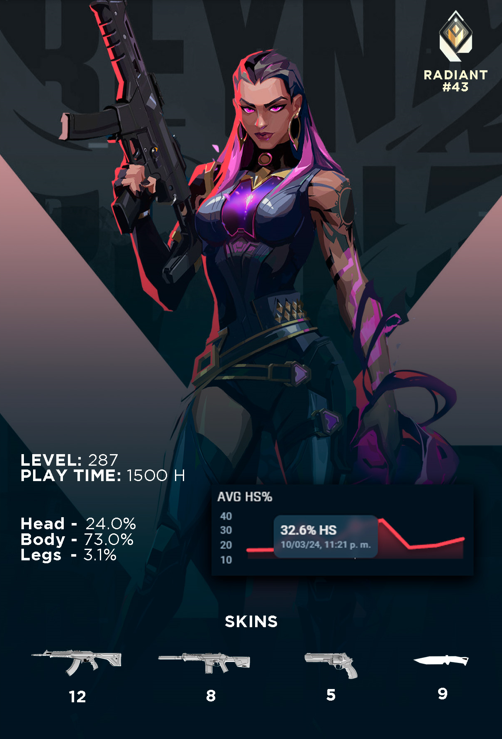 REYNA
RADIANT
#43
LEVEL: 287
PLAY TIME: 1500 H
Head - 24.0%
Body - 73.0%
Legs - 3.1%
AVG HS%
40
30
20
10
32.6% HS
10/03/24, 11:21 p. m.
SKINS
12 8 5 9